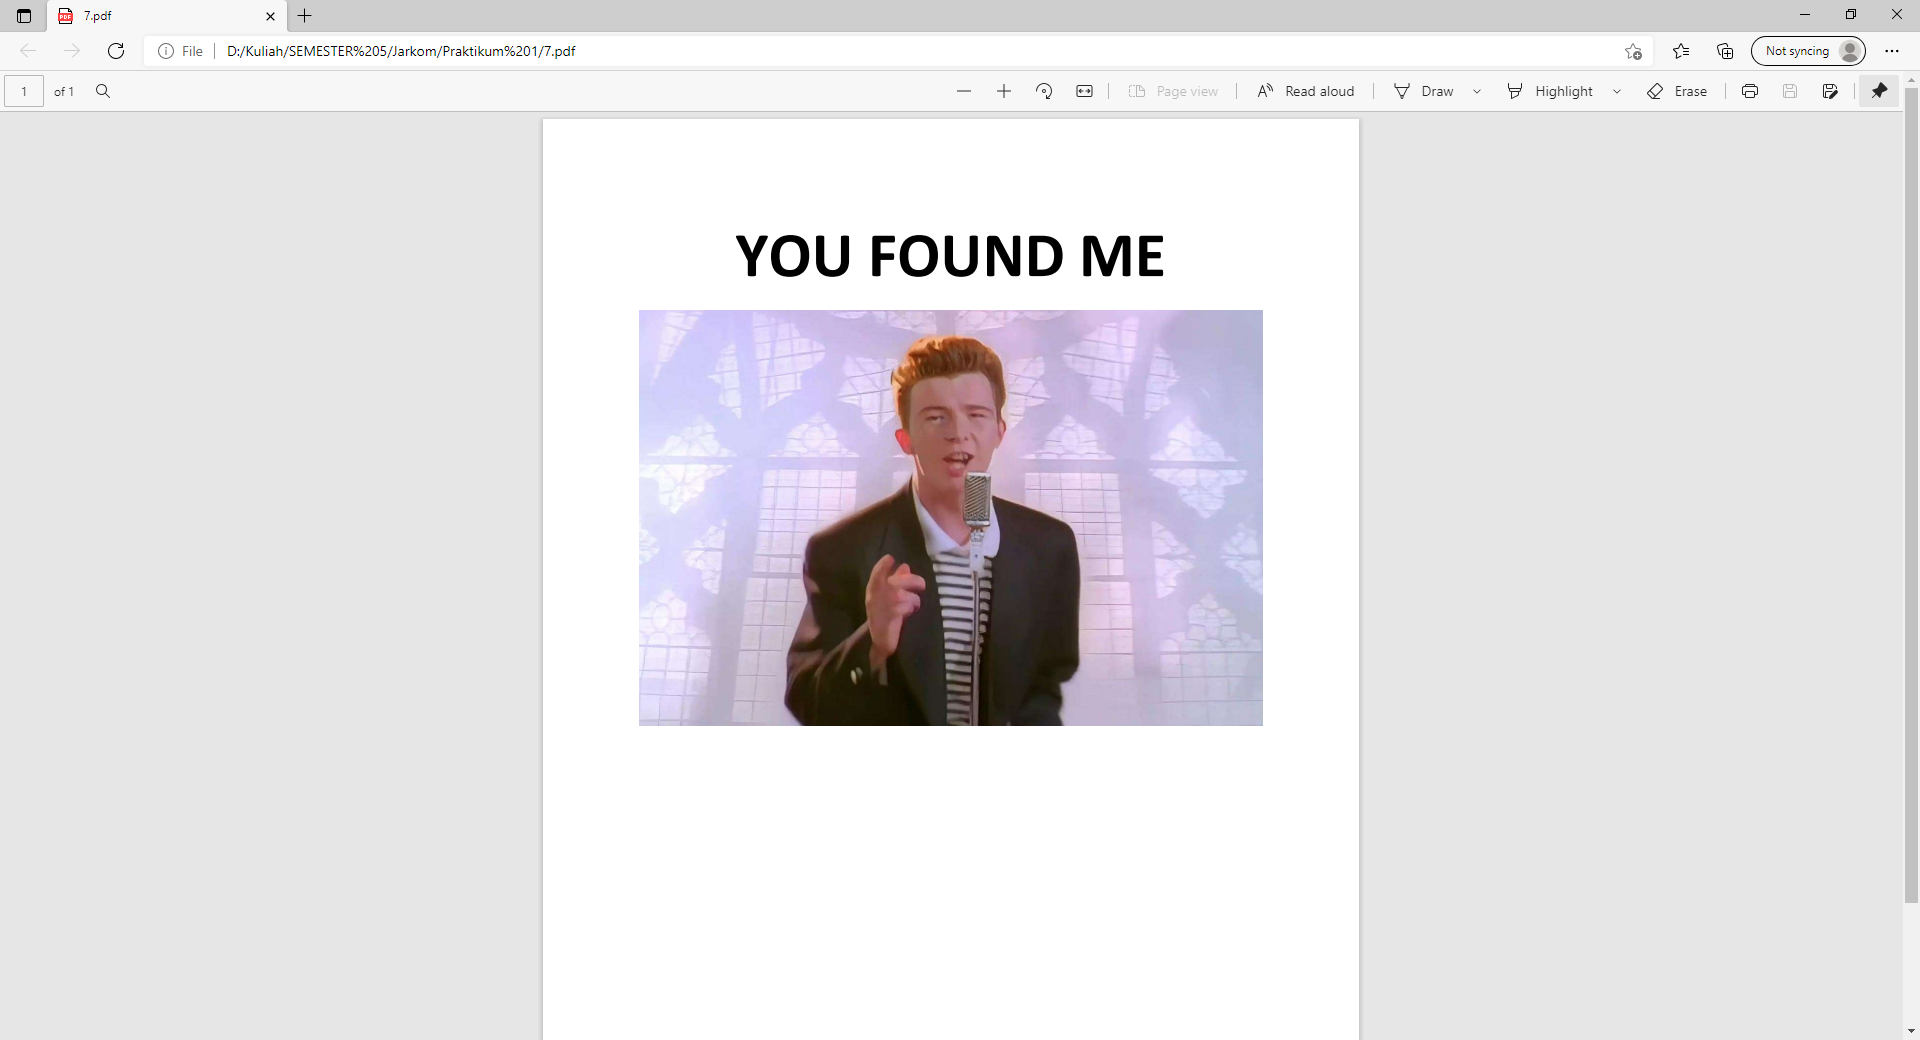 7.pdf
File
D:/Kuliah/SEMESTER%205/Jarkom/Praktikum%201/7.pdf
Not syncing
1
of 1
Page view
Read aloud
Draw
Highlight
Erase
YOU FOUND ME